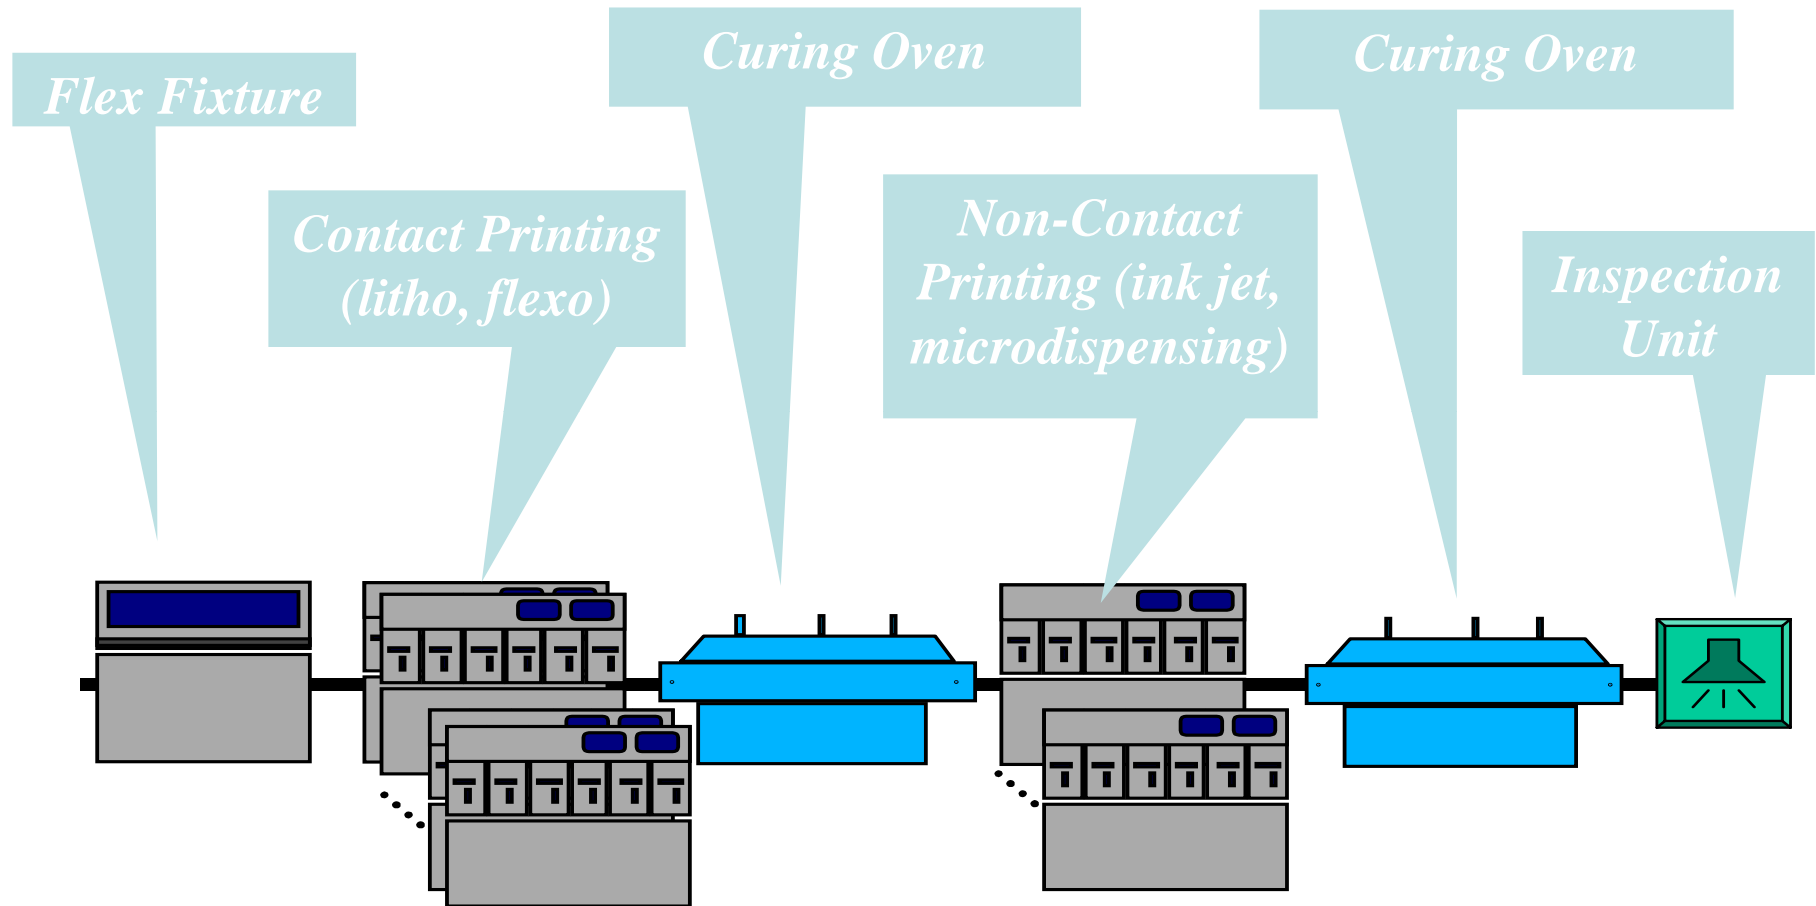 Flex Fixture
Contact Printing
(litho, flexo)
Curing Oven
Non-Contact
Printing (ink jet,
microdispensing)
Curing Oven
Inspection
Unit